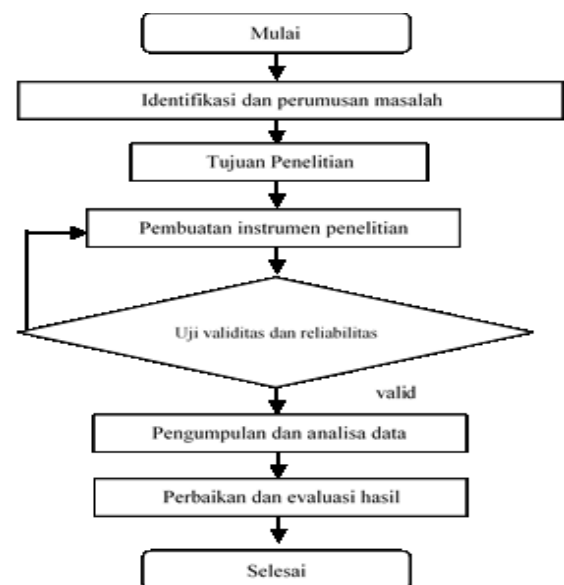 Mulai
Identifikasi dan perumusan masalah
Tujuan Penelitian
Pembuatan instrumen penelitian
Uji validitas dan reliabilitas
valid
Pengumpulan dan analisa data
Perbaikan dan evaluasi hasil
Selesai